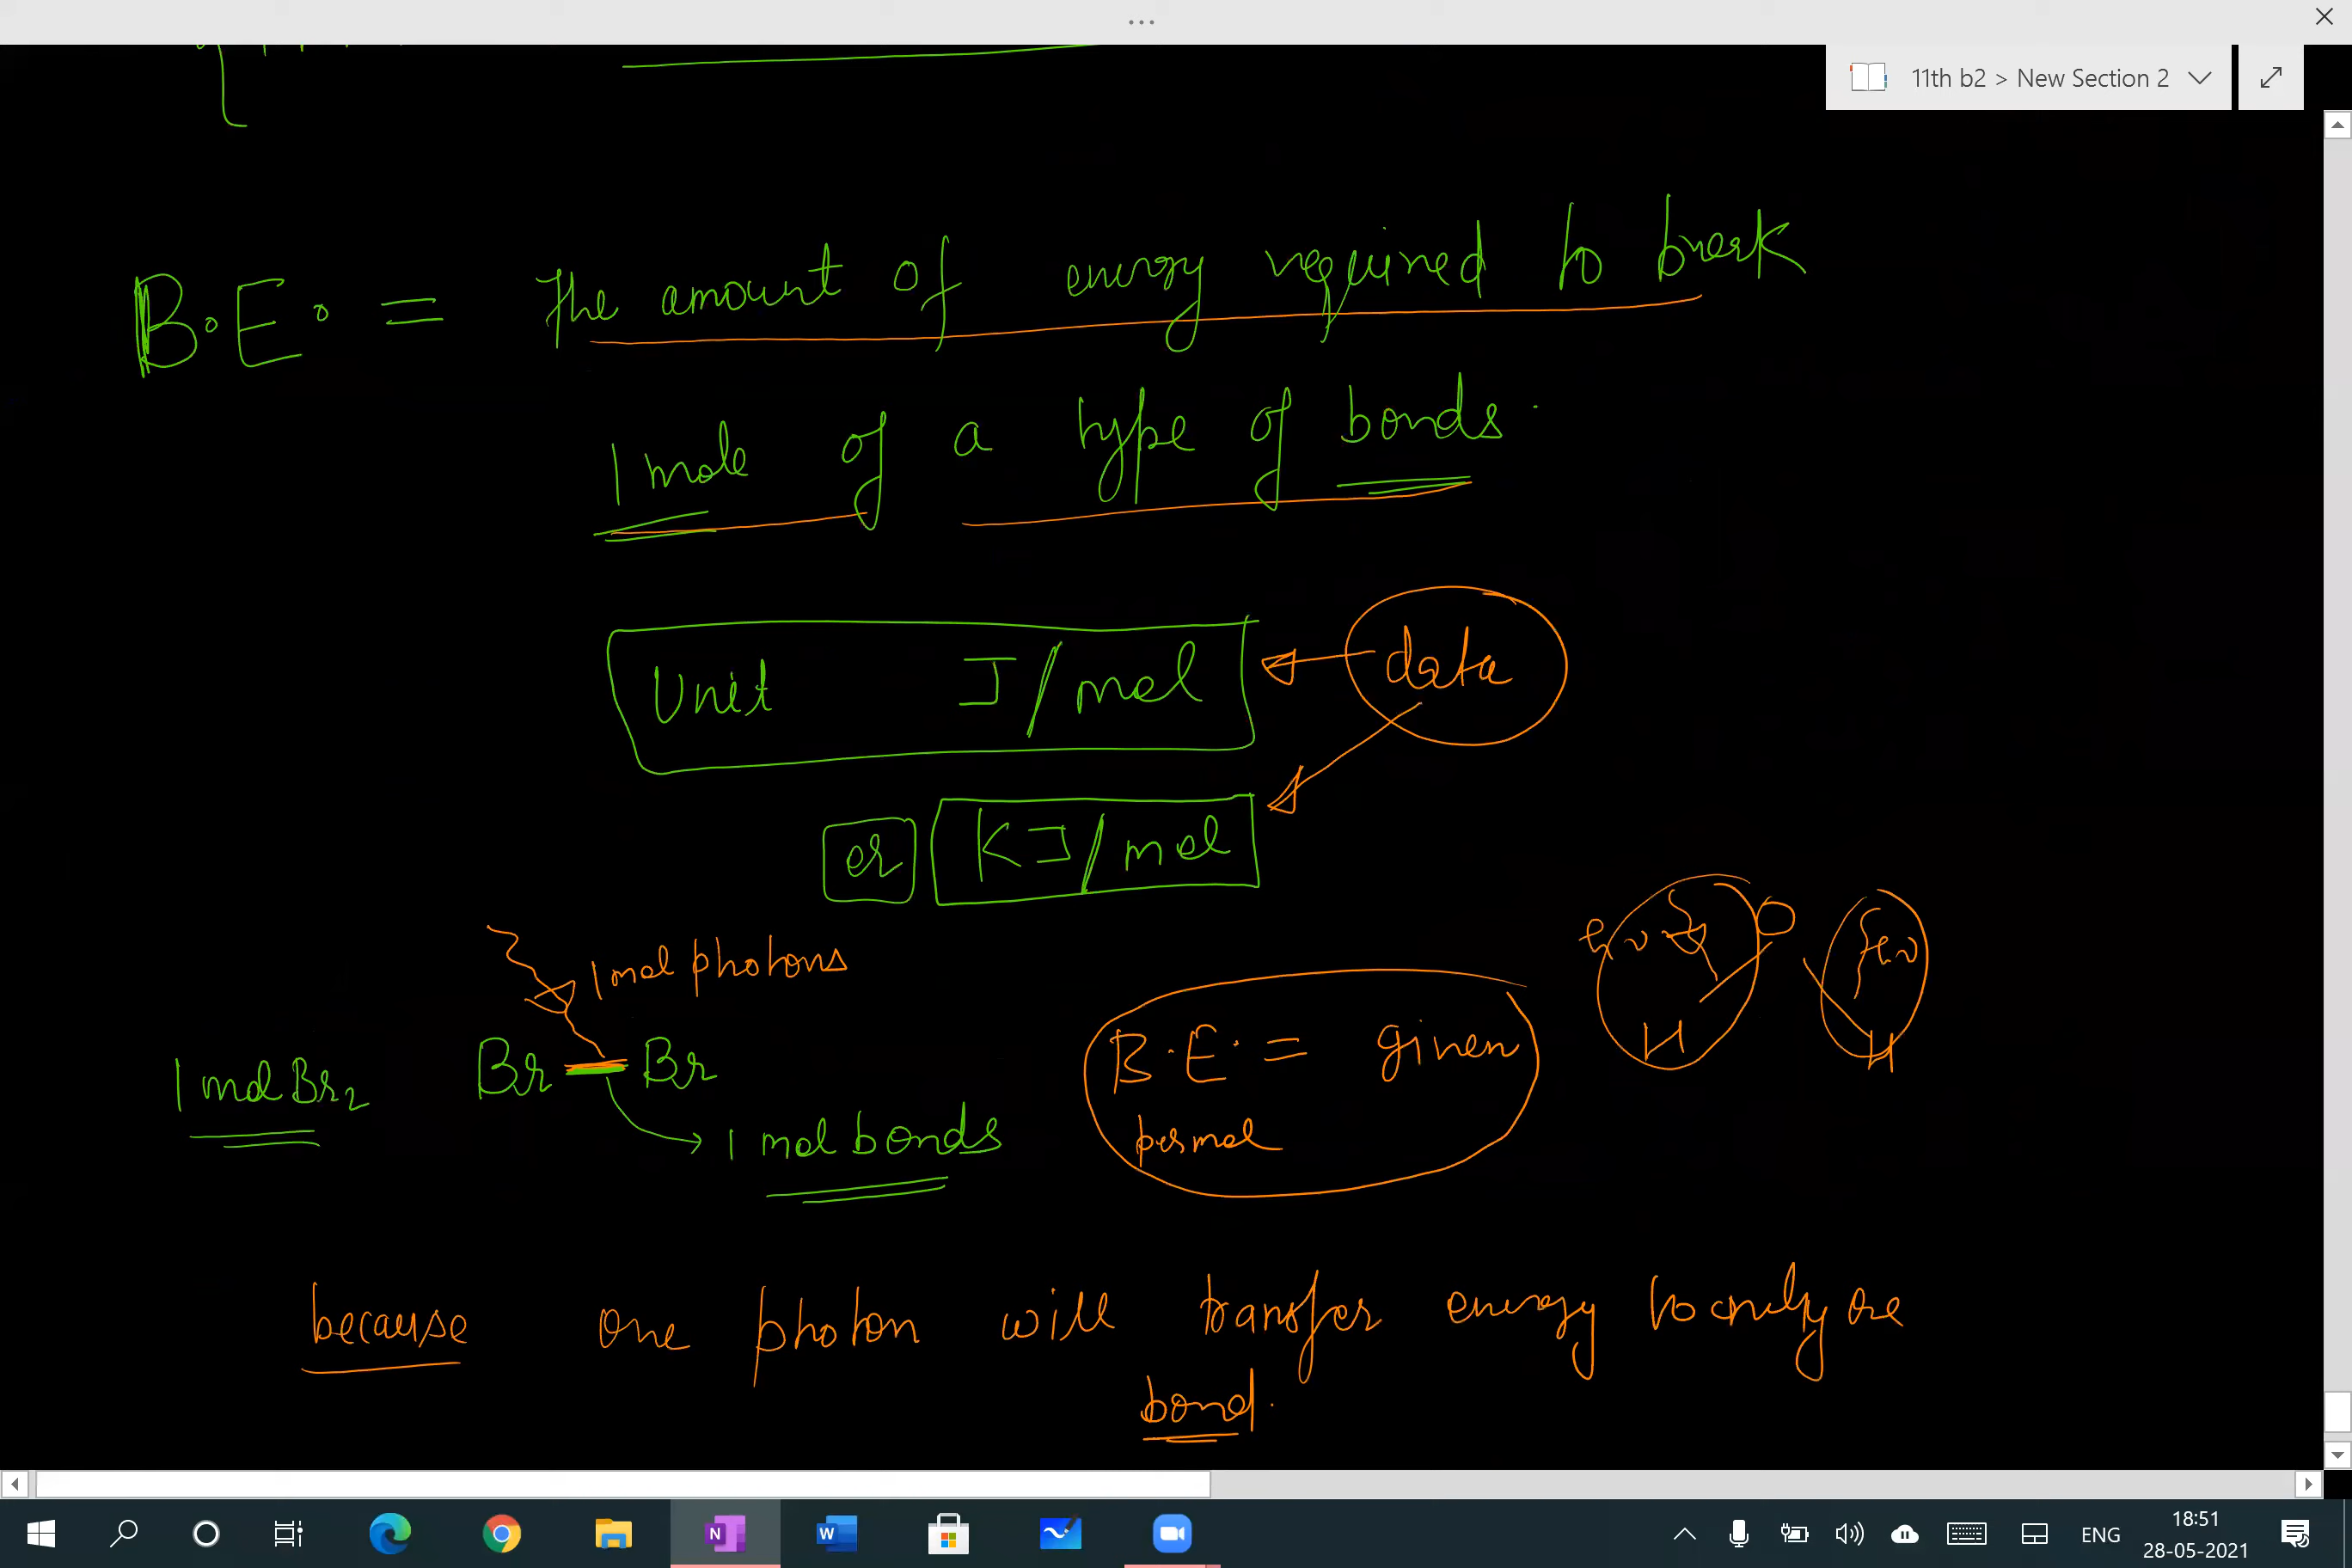 11th b2 > New Section 2
B.E. = The amount of energy required to break
1 mole of a type of bonds.
Unit J/mol
data
or KJ/mol
1 mol photons
hν O hν
H H
1 mol Br2 Br Br
1 mol bonds
B.E. = given
per mol
because one photon will transfer energy to only one
bond.
ENG
18:51
28-05-2021